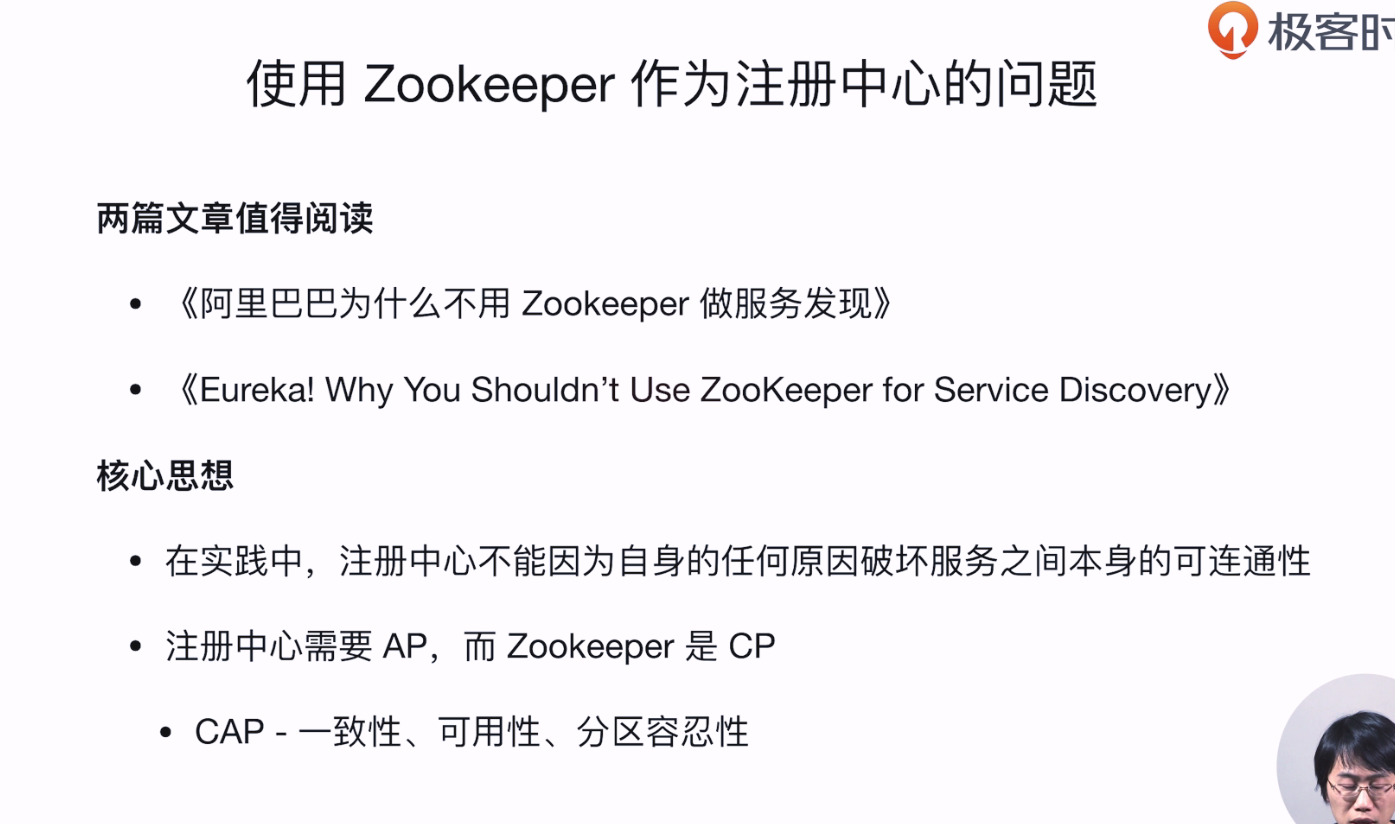 极客时
使用 Zookeeper 作为注册中心的问题
两篇文章值得阅读
• 《阿里巴巴为什么不用 Zookeeper 做服务发现》
• 《Eureka! Why You Shouldn’t Use ZooKeeper for Service Discovery》
核心思想
• 在实践中，注册中心不能因为自身的任何原因破坏服务之间本身的可连通性
• 注册中心需要 AP，而 Zookeeper 是 CP
• CAP - 一致性、可用性、分区容忍性